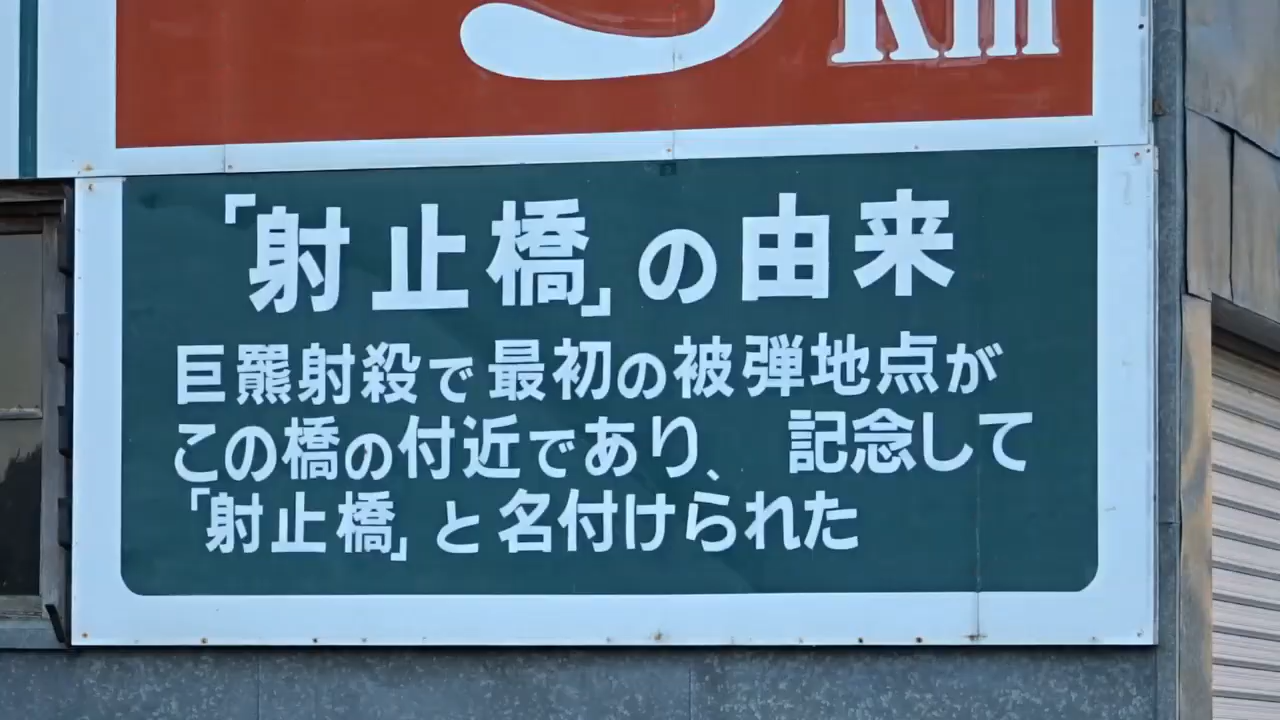 km
「射止橋」の由来
巨羆射殺で最初の被弾地点が
この橋の付近であり、 記念して
「射止橋」と名付けられた